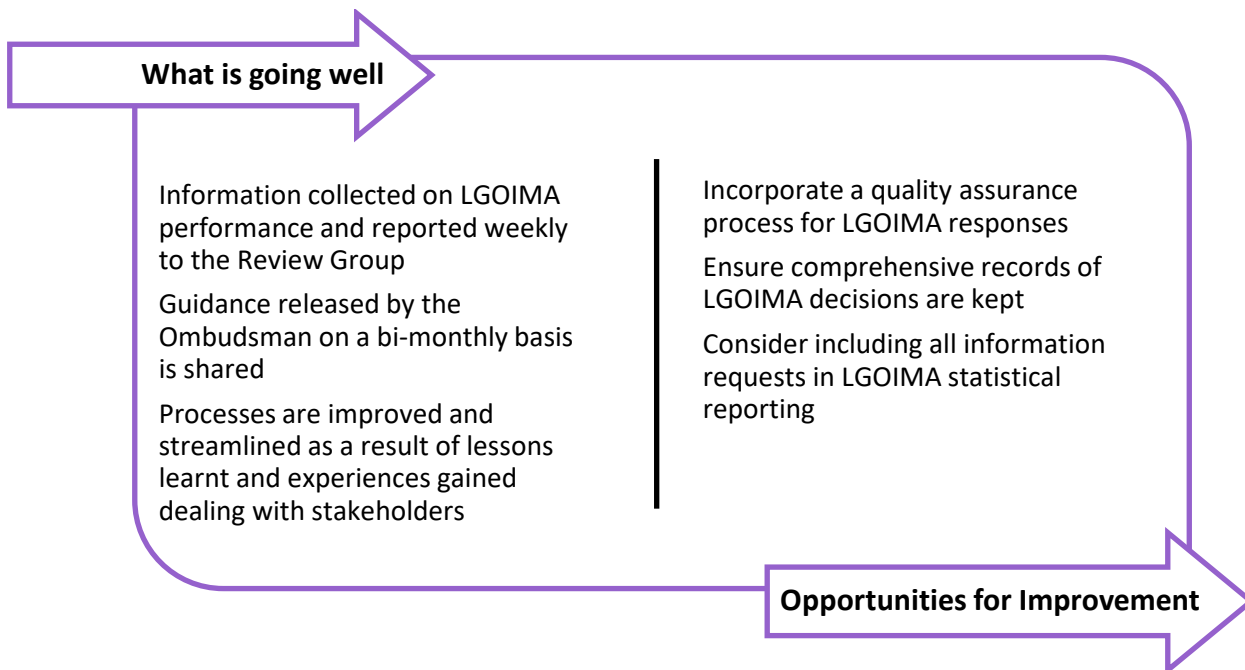 What is going well
Information collected on LGOIMA
performance and reported weekly
to the Review Group
Guidance released by the
Ombudsman on a bi-monthly basis
is shared
Processes are improved and
streamlined as a result of lessons
learnt and experiences gained
dealing with stakeholders
Incorporate a quality assurance
process for LGOIMA responses
Ensure comprehensive records of
LGOIMA decisions are kept
Consider including all information
requests in LGOIMA statistical
reporting
Opportunities for Improvement